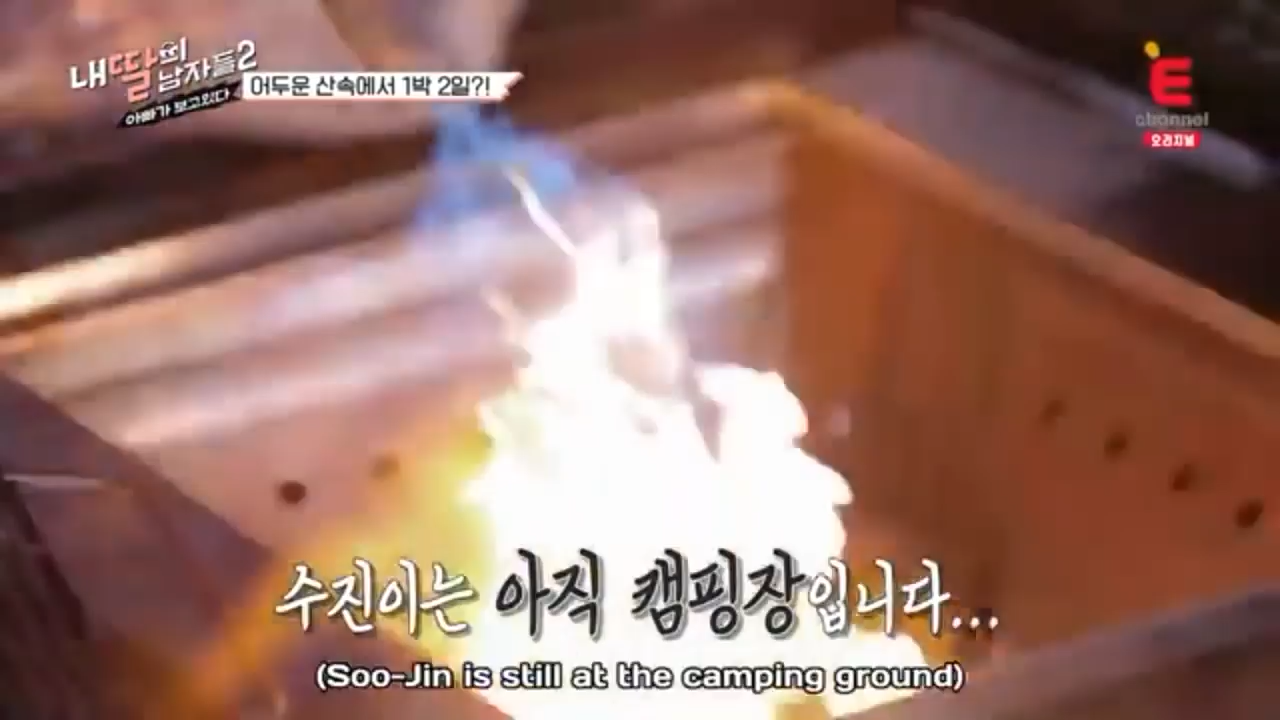 내 딸의 남자들2
아빠가 보고있다
어두운 산속에서 1박 2일?!
E
channel
오리지널
수진이는 아직 캠핑장입니다...
(Soo-Jin is still at the camping ground)